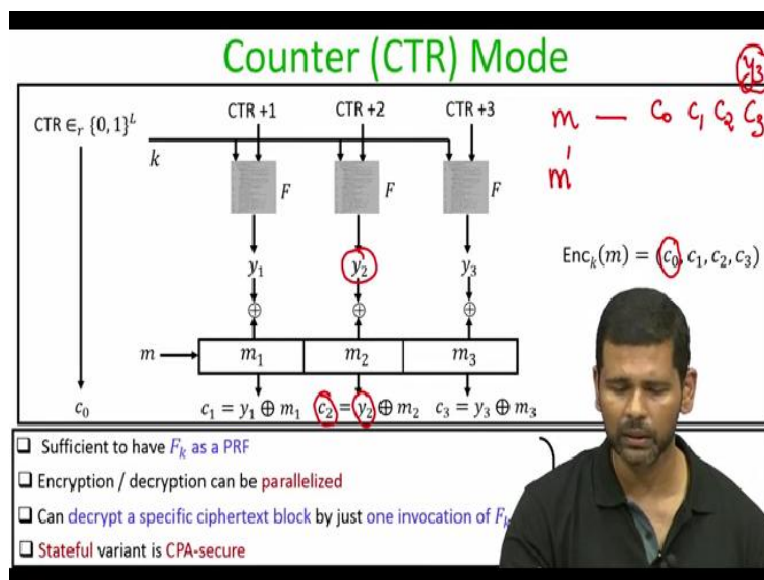 Counter (CTR) Mode
y₃
CTR ∈ᵣ {0, 1}ᴸ
CTR +1 CTR +2 CTR +3
m — c₀ c₁ c₂ c₃
k
m'
F F F
y₁ y₂ y₃
Encₖ(m) = (c₀, c₁, c₂, c₃)
⊕ ⊕ ⊕
m m₁ m₂ m₃
c₀ c₁ = y₁ ⊕ m₁ c₂ = y₂ ⊕ m₂ c₃ = y₃ ⊕ m₃
❑ Sufficient to have Fₖ as a PRF
❑ Encryption / decryption can be parallelized
❑ Can decrypt a specific ciphertext block by just one invocation of Fₖ
❑ Stateful variant is CPA-secure